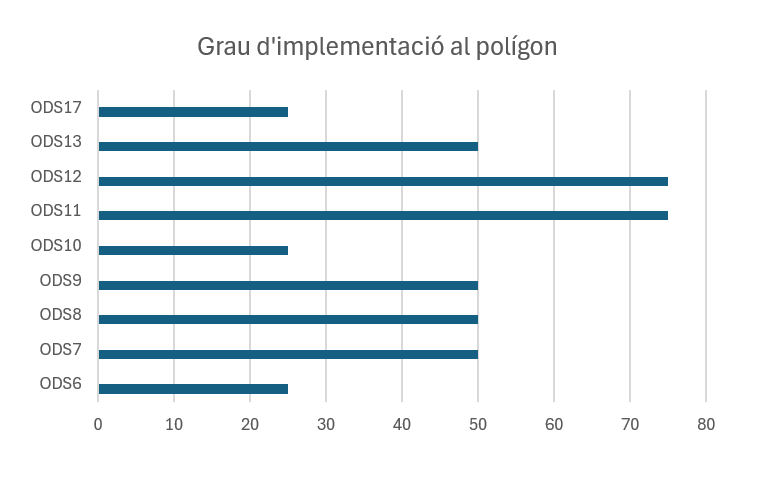 Grau d'implementació al polígon
ODS17
ODS13
ODS12
ODS11
ODS10
ODS9
ODS8
ODS7
ODS6
0 10 20 30 40 50 60 70 80